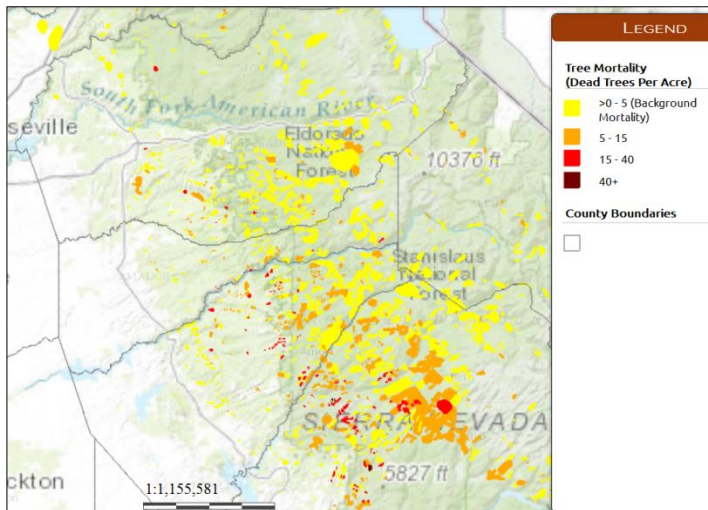 South Fork American River
seville
Eldorado
National
Forest
10376 ft
Stanislaus
National
Forest
SIERRA NEVADA
5827 ft
ckton
1:1,155,581
LEGEND
Tree Mortality
(Dead Trees Per Acre)
>0 - 5 (Background
Mortality)
5 - 15
15 - 40
40+
County Boundaries